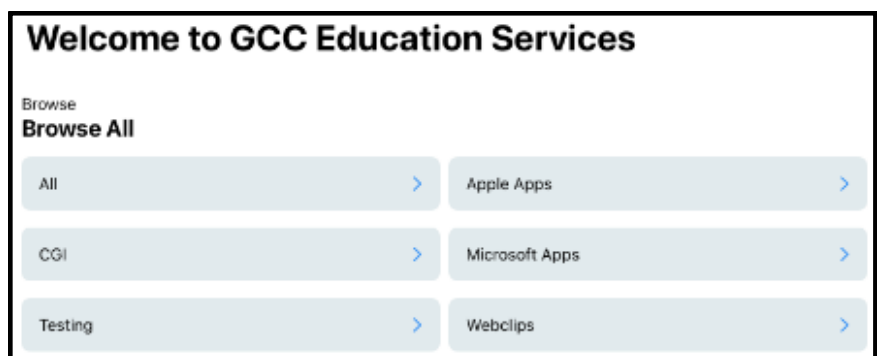 Welcome to GCC Education Services
Browse
Browse All
All
Apple Apps
CGI
Microsoft Apps
Testing
Webclips